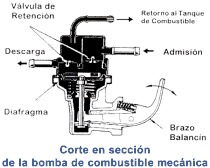 Válvula de
Retención
Retorno al Tanque
de Combustible
Descarga
Admisión
Diafragma
Brazo
Balancín
Corte en sección
de la bomba de combustible mecánica